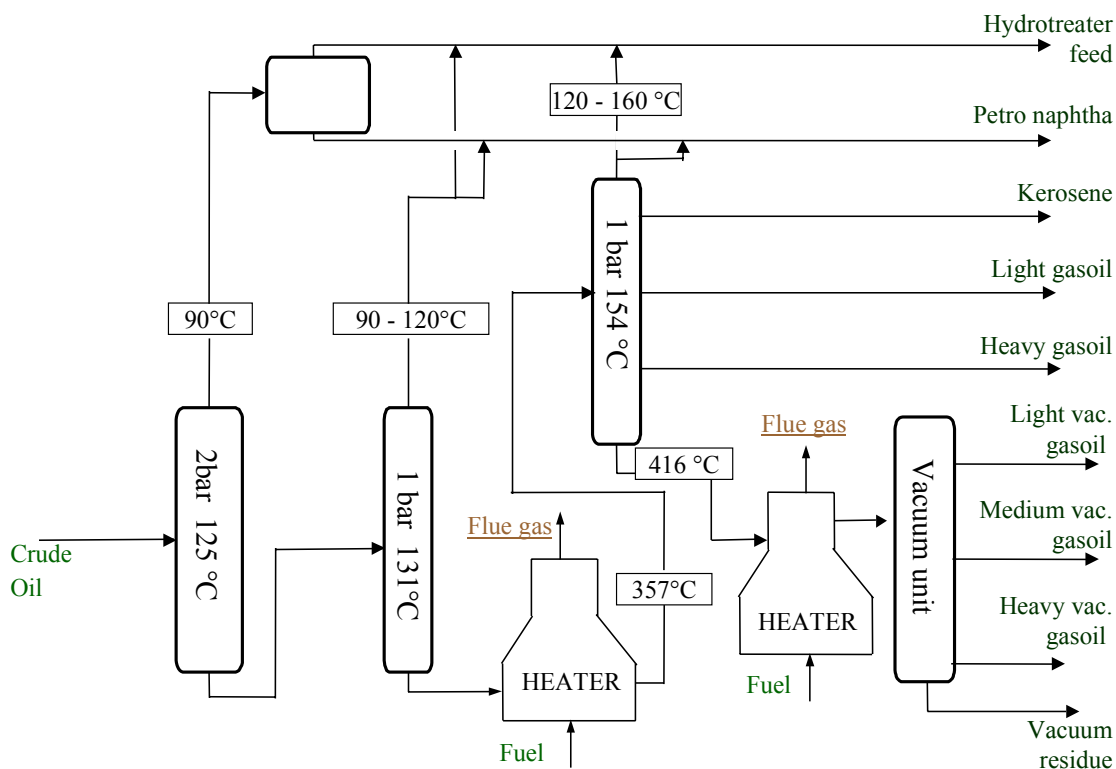 Hydrotreater
feed
120 - 160 °C
Petro naphtha
Kerosene
1 bar 154 °C
Light gasoil
90°C
90 - 120°C
Heavy gasoil
Light vac.
gasoil
Flue gas
416 °C
2bar 125 °C
1 bar 131°C
Vacuum unit
Medium vac.
gasoil
Flue gas
Crude
Oil
357°C
HEATER
Heavy vac.
gasoil
HEATER
Fuel
Vacuum
residue
Fuel